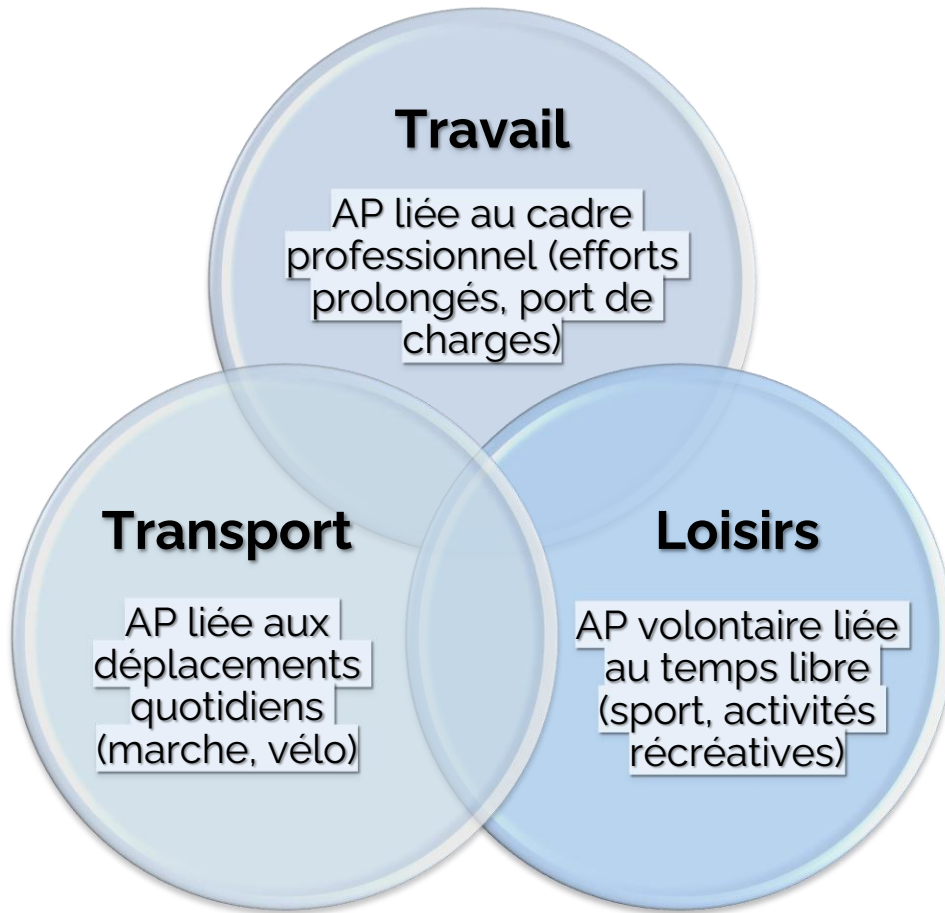 Travail
AP liée au cadre
professionnel (efforts
prolongés, port de
charges)
Transport
AP liée aux
déplacements
quotidiens
(marche, vélo)
Loisirs
AP volontaire liée
au temps libre
(sport, activités
récréatives)